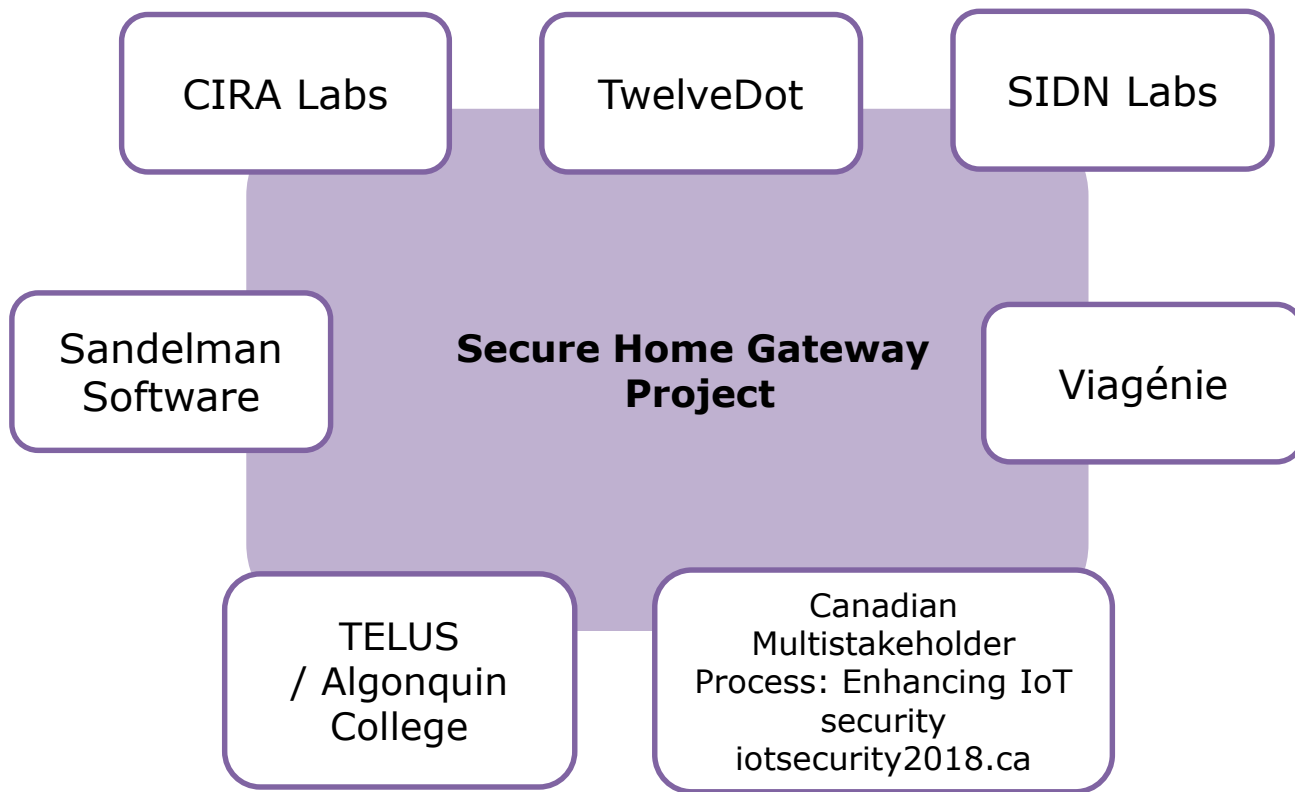 CIRA Labs
TwelveDot
SIDN Labs
Sandelman
Software
Secure Home Gateway
Project
Viagénie
TELUS
/ Algonquin
College
Canadian
Multistakeholder
Process: Enhancing IoT
security
iotsecurity2018.ca